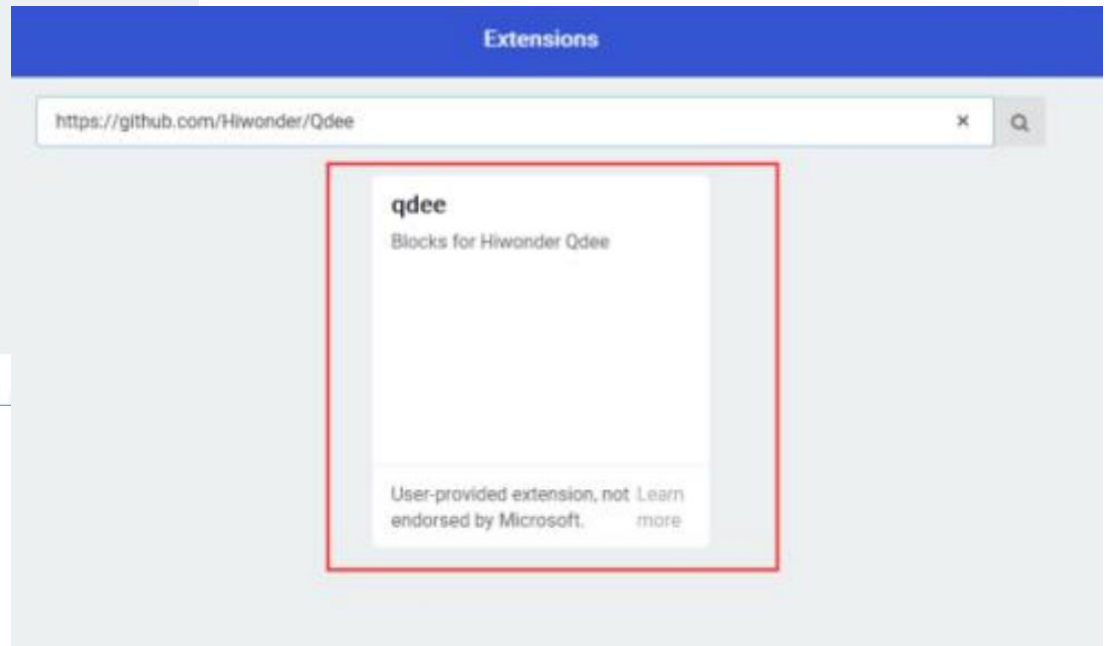 Extensions
https://github.com/Hiwonder/Qdee
qdee
Blocks for Hiwonder Qdee
User-provided extension, not Learn
endorsed by Microsoft. more